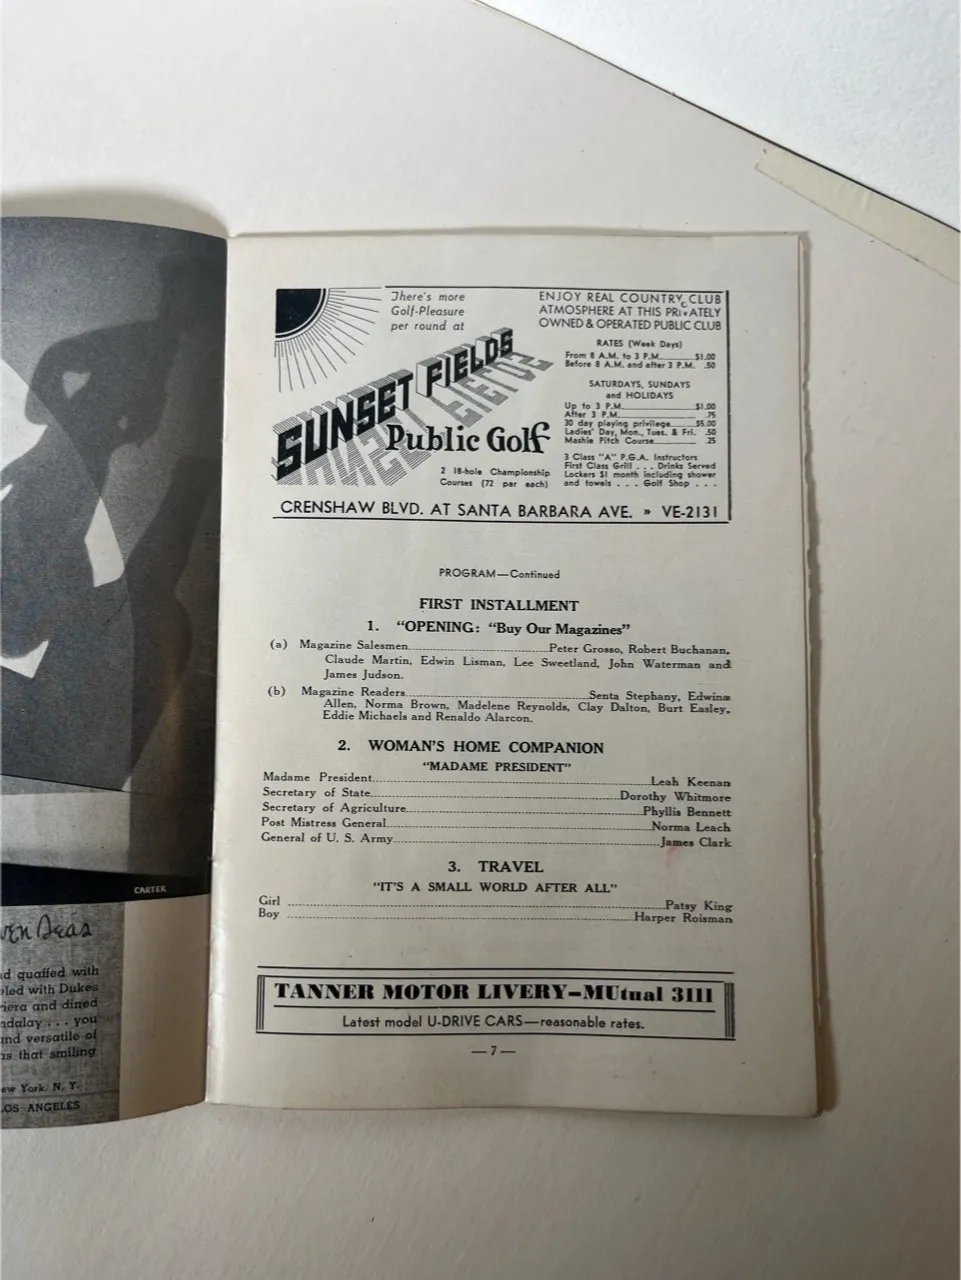 CARTER
ven Seas
d quaffed with
led with Dukes
iera and dined
ndalay . . . you
and versatile of
as that smiling
ew York, N. Y.
LOS ANGELES
There's more
Golf-Pleasure
per round at
SUNSET FIELDS
Public Golf
2 18-hole Championship
Courses (72 par each)
ENJOY REAL COUNTRY CLUB
ATMOSPHERE AT THIS PRIVATELY
OWNED & OPERATED PUBLIC CLUB
RATES (Week Days)
From 8 A.M. to 3 P.M. $1.00
Before 8 A.M. and after 3 P.M. .50
SATURDAYS, SUNDAYS
and HOLIDAYS
Up to 3 P.M. $1.00
After 3 P.M. .75
30 day playing privilege $5.00
Ladies' Day, Mon., Tues. & Fri. .50
Mashie Pitch Course .25
3 Class "A" P.G.A. Instructors
First Class Grill . . . Drinks Served
Lockers $1 month including shower
and towels . . . Golf Shop . . .
CRENSHAW BLVD. AT SANTA BARBARA AVE. » VE-2131
PROGRAM—Continued
FIRST INSTALLMENT
1. "OPENING: "Buy Our Magazines"
(a) Magazine Salesmen Peter Grosso, Robert Buchanan,
Claude Martin, Edwin Lisman, Lee Sweetland, John Waterman and
James Judson.
(b) Magazine Readers Senta Stephany, Edwina
Allen, Norma Brown, Madelene Reynolds, Clay Dalton, Burt Easley,
Eddie Michaels and Renaldo Alarcon.
2. WOMAN'S HOME COMPANION
"MADAME PRESIDENT"
Madame President Leah Keenan
Secretary of State Dorothy Whitmore
Secretary of Agriculture Phyllis Bennett
Post Mistress General Norma Leach
General of U. S. Army James Clark
3. TRAVEL
"IT'S A SMALL WORLD AFTER ALL"
Girl Patsy King
Boy Harper Roisman
TANNER MOTOR LIVERY—MUtual 3111
Latest model U-DRIVE CARS—reasonable rates.
— 7 —